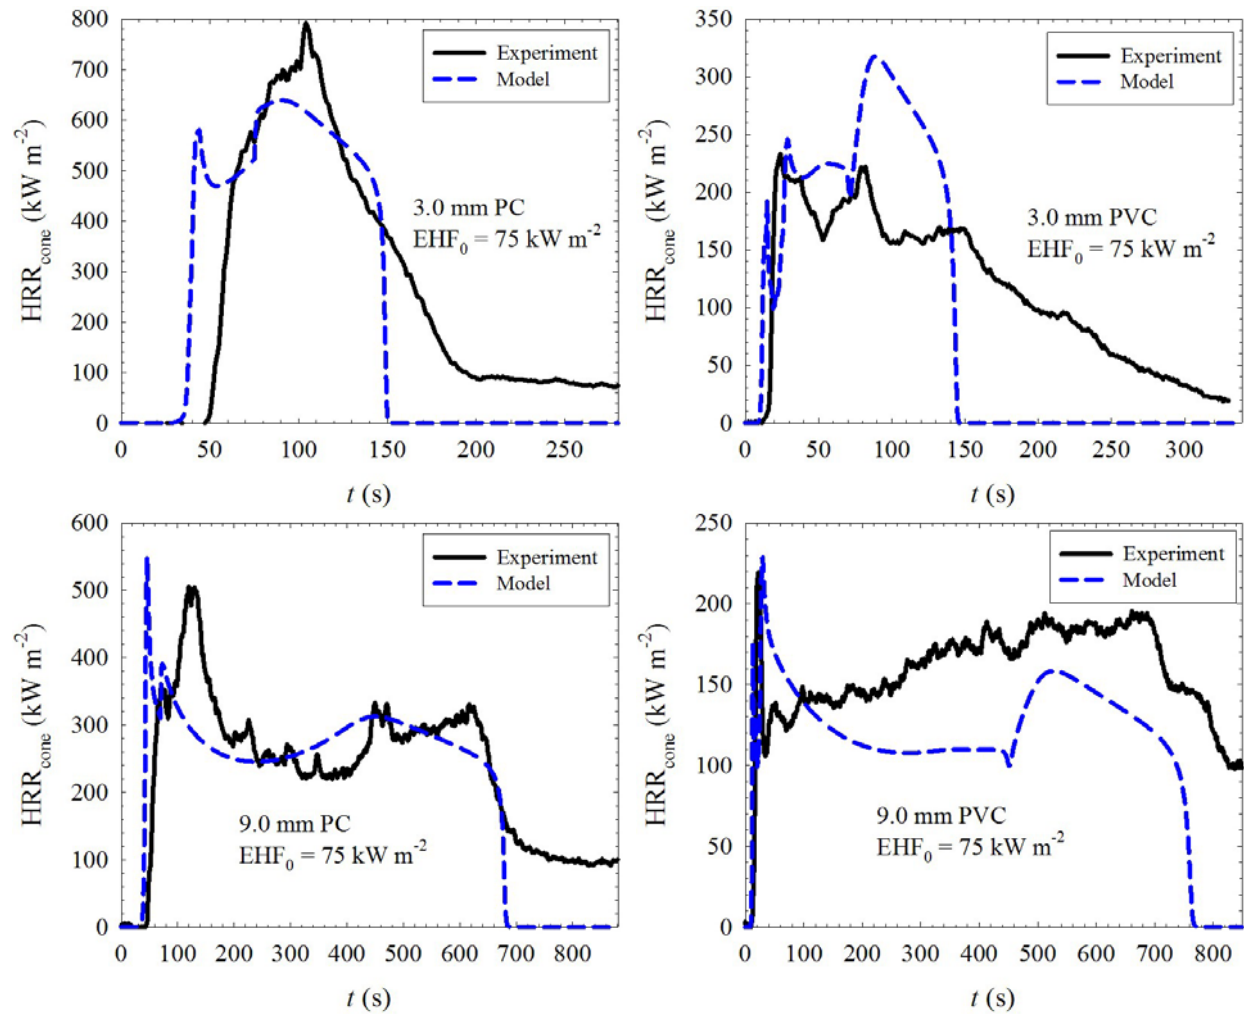 800
700
600
500
400
300
200
100
0
HRR_cone (kW m⁻²)
Experiment
Model
3.0 mm PC
EHF₀ = 75 kW m⁻²
0 50 100 150 200 250
t (s)
350
300
250
200
150
100
50
0
HRR_cone (kW m⁻²)
Experiment
Model
3.0 mm PVC
EHF₀ = 75 kW m⁻²
0 50 100 150 200 250 300
t (s)
600
500
400
300
200
100
0
HRR_cone (kW m⁻²)
Experiment
Model
9.0 mm PC
EHF₀ = 75 kW m⁻²
0 100 200 300 400 500 600 700 800
t (s)
250
200
150
100
50
0
HRR_cone (kW m⁻²)
Experiment
Model
9.0 mm PVC
EHF₀ = 75 kW m⁻²
0 100 200 300 400 500 600 700 800
t (s)